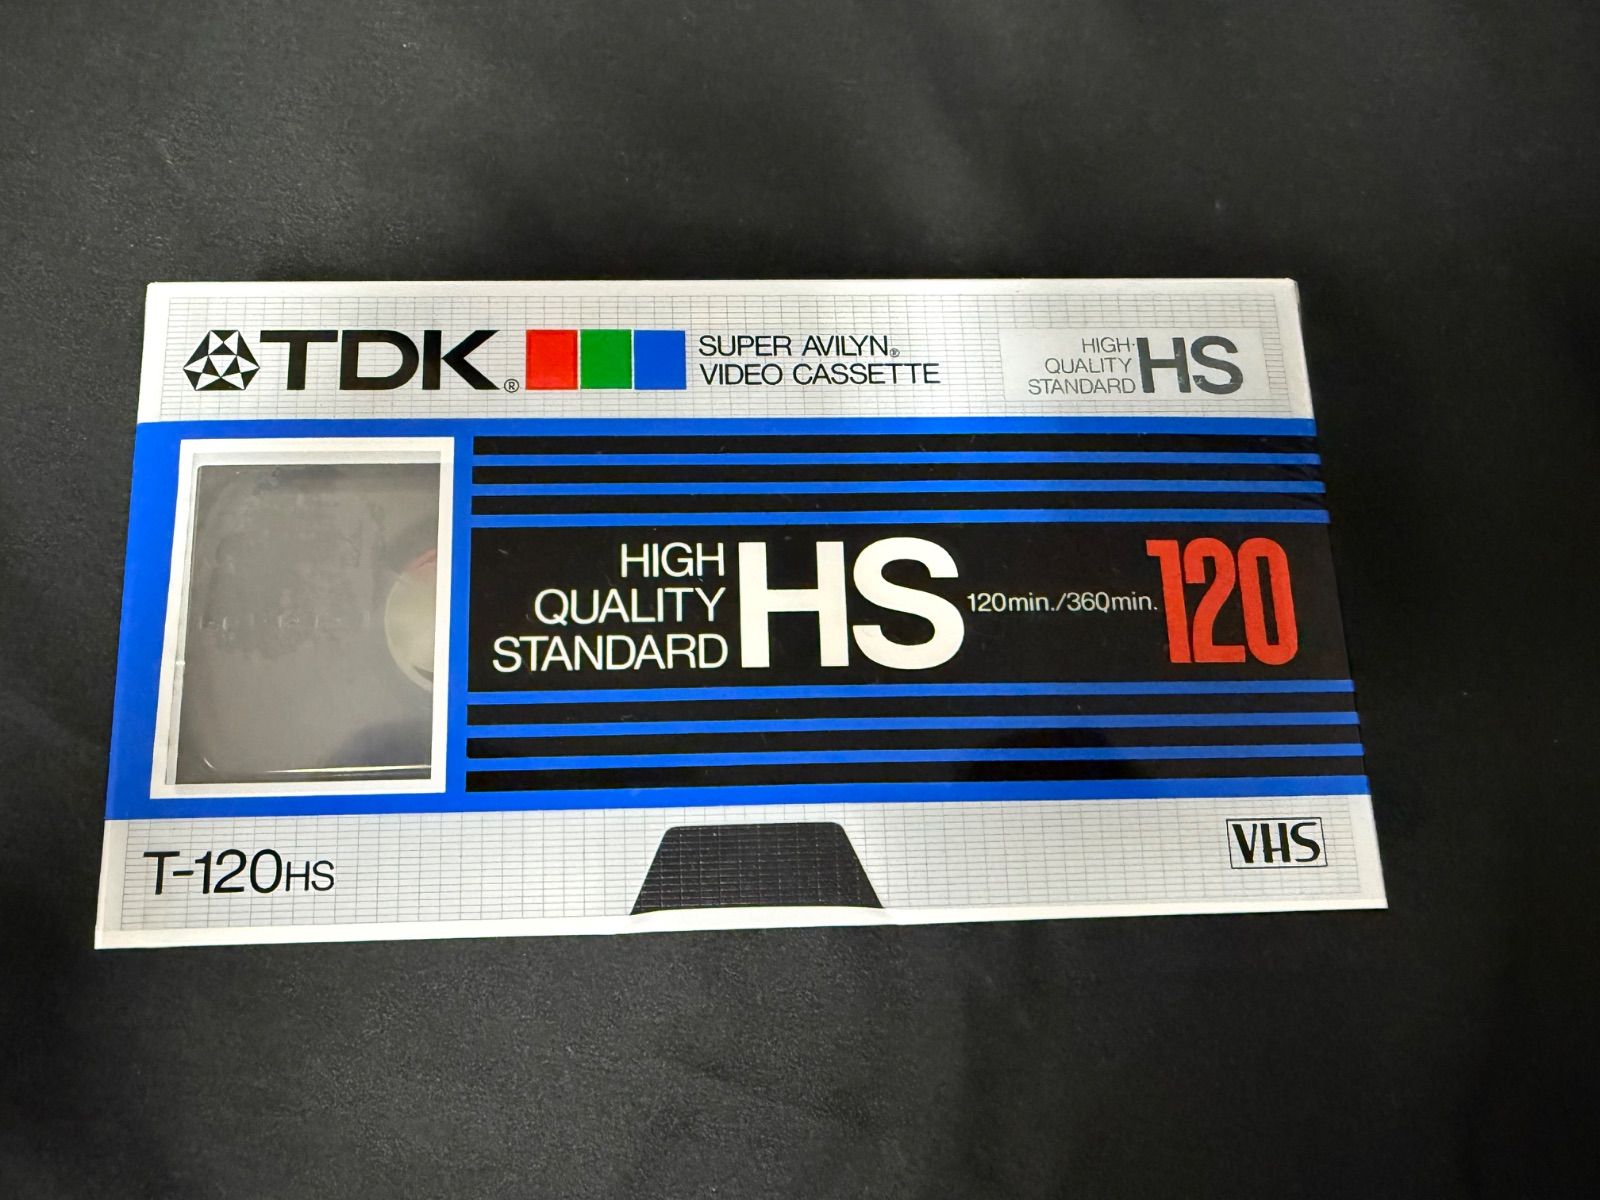 TDK®
SUPER AVILYN®
VIDEO CASSETTE
HIGH
QUALITY
STANDARD
HS
HIGH
QUALITY
STANDARD
HS
120min./360min.
120
T-120HS
VHS